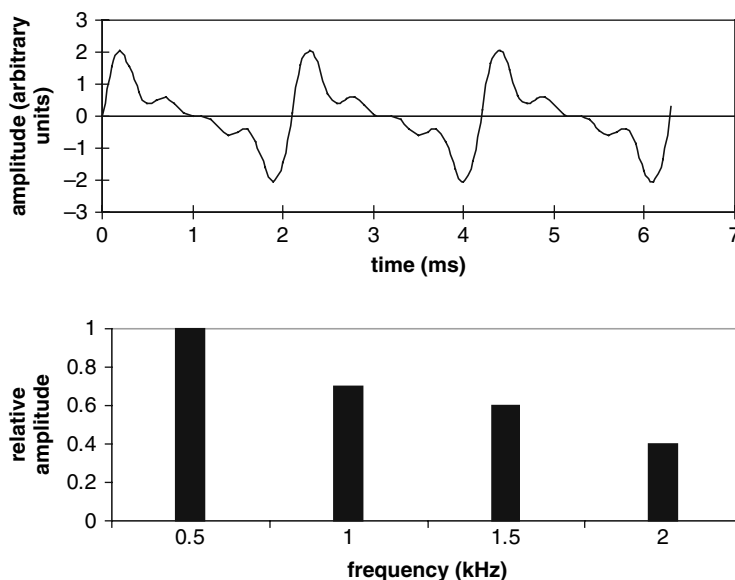 3
2
1
0
–1
–2
–3
amplitude (arbitrary
units)
0 1 2 3 4 5 6 7
time (ms)
1
0.8
0.6
0.4
0.2
0
relative
amplitude
0.5 1 1.5 2
frequency (kHz)